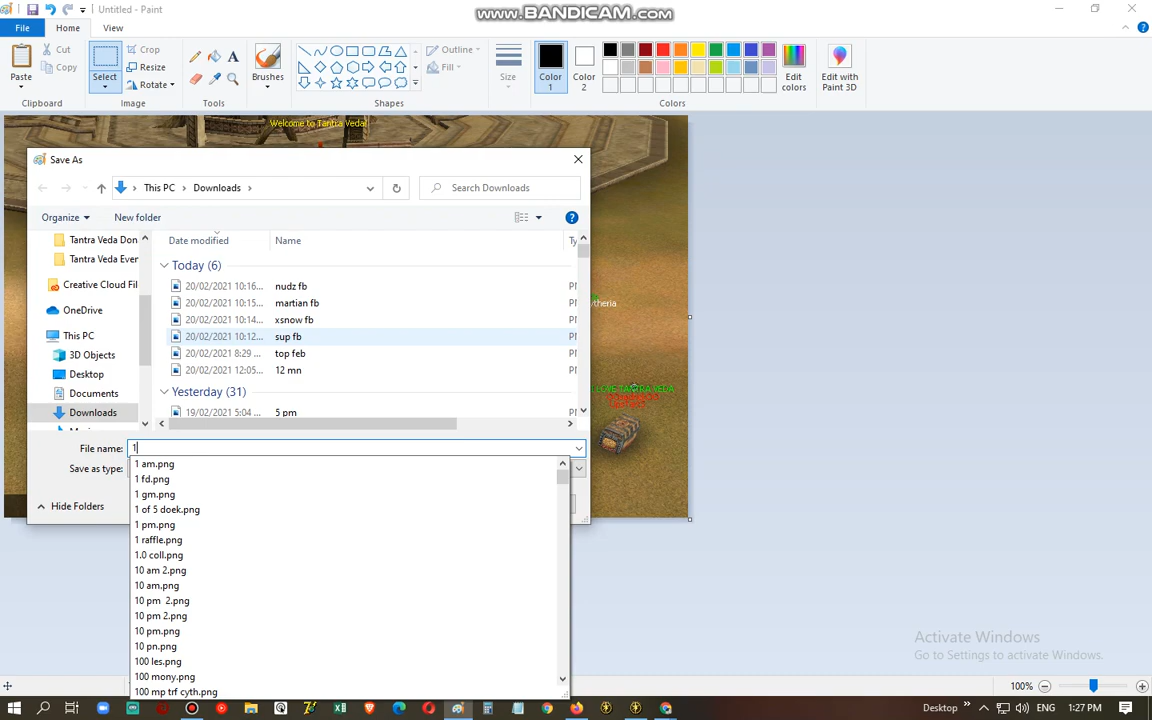 Untitled - Paint
www.BANDICAM.com
File Home View
Cut
Copy
Paste
Clipboard
Crop
Resize
Rotate
Select
Image
Tools
Brushes
Shapes
Outline
Fill
Size
Color 1
Color 2
Edit colors
Colors
Edit with Paint 3D
Welcome to Tantra Veda!
Save As
This PC Downloads
Search Downloads
Organize New folder
Tantra Veda Don
Tantra Veda Ever
Creative Cloud Fil
OneDrive
This PC
3D Objects
Desktop
Documents
Downloads
Date modified Name Ty
Today (6)
20/02/2021 10:16... nudz fb
20/02/2021 10:15... martian fb
20/02/2021 10:14... xsnow fb
20/02/2021 10:12... sup fb
20/02/2021 8:29 ... top feb
20/02/2021 12:05... 12 mn
Yesterday (31)
19/02/2021 5:04 ... 5 pm
ytheria
I LOVE TANTRA VEDA
File name: 1
Save as type:
Hide Folders
1 am.png
1 fd.png
1 gm.png
1 of 5 doek.png
1 pm.png
1 raffle.png
1.0 coll.png
10 am 2.png
10 am.png
10 pm  2.png
10 pm 2.png
10 pm.png
10 pn.png
100 les.png
100 mony.png
100 mp trf cyth.png
Activate Windows
Go to Settings to activate Windows.
100%
Desktop ENG 1:27 PM